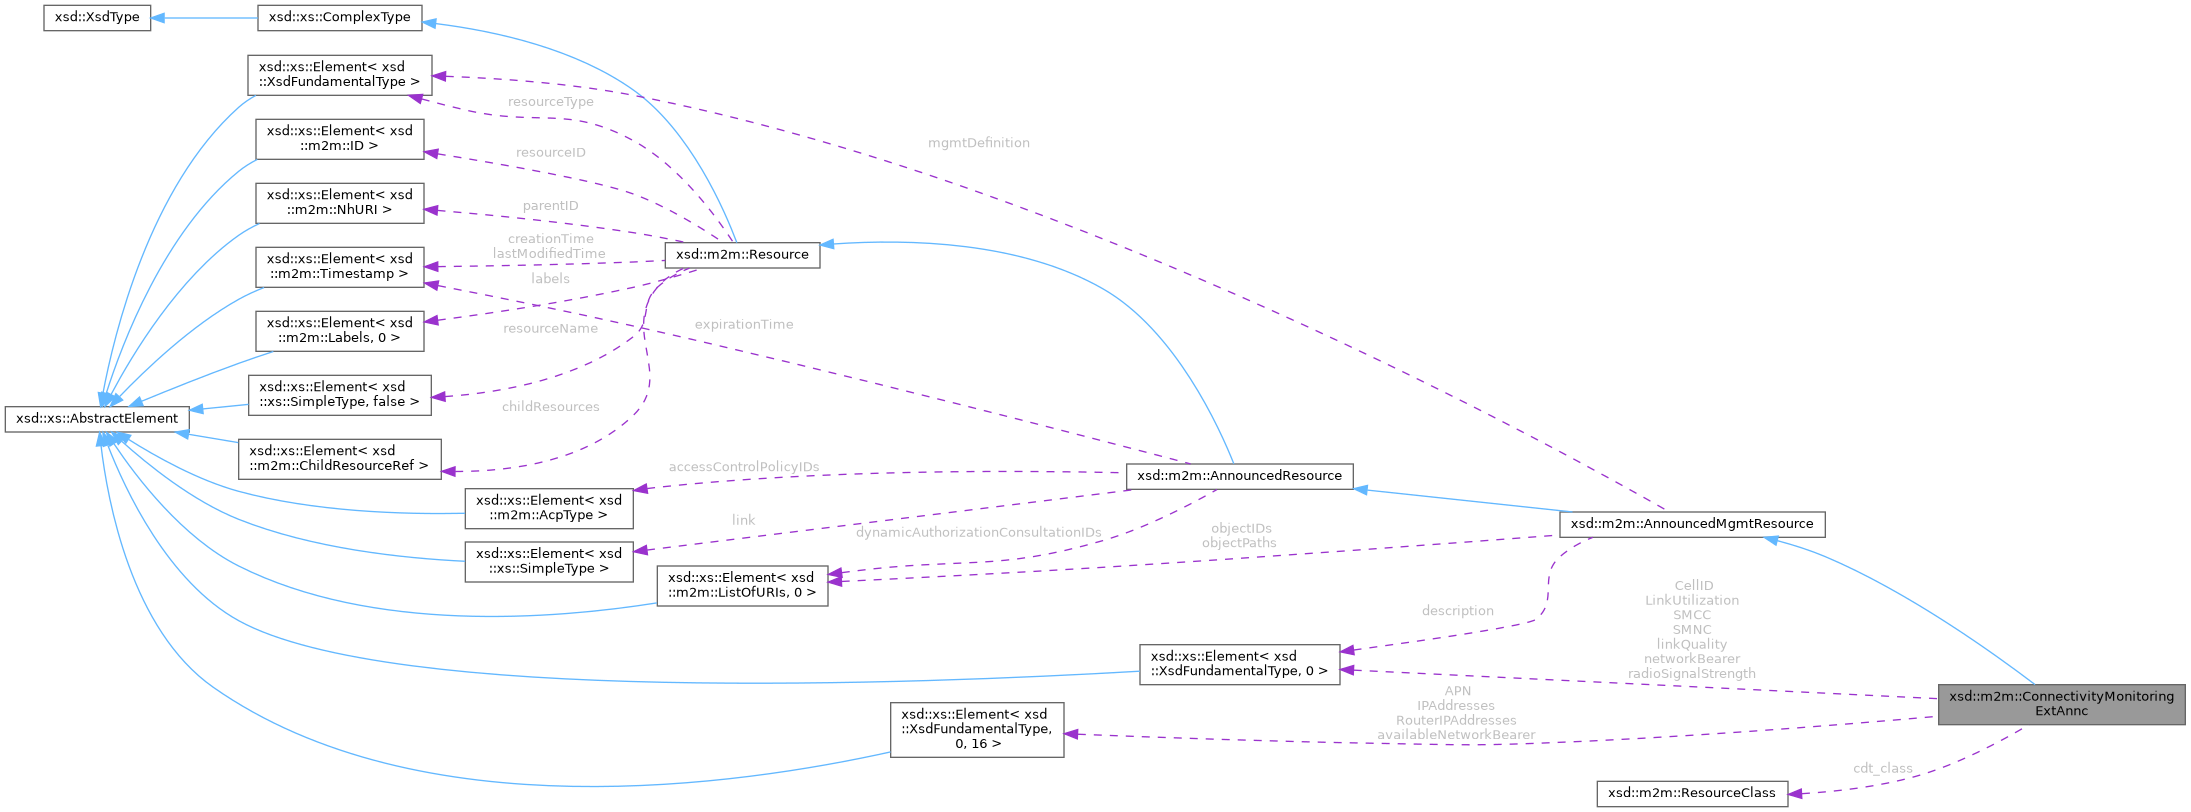 xsd::XsdType
xsd::xs::ComplexType
xsd::xs::Element< xsd
::XsdFundamentalType >
resourceType
xsd::xs::Element< xsd
::m2m::ID >
mgmtDefinition
resourceID
xsd::xs::Element< xsd
::m2m::NhURI >
parentID
creationTime
lastModifiedTime
xsd::m2m::Resource
xsd::xs::Element< xsd
::m2m::Timestamp >
labels
xsd::xs::Element< xsd
::m2m::Labels, 0 >
resourceName
expirationTime
xsd::xs::Element< xsd
::xs::SimpleType, false >
childResources
xsd::xs::AbstractElement
xsd::xs::Element< xsd
::m2m::ChildResourceRef >
accessControlPolicyIDs
xsd::m2m::AnnouncedResource
xsd::xs::Element< xsd
::m2m::AcpType >
link
xsd::m2m::AnnouncedMgmtResource
dynamicAuthorizationConsultationIDs
objectIDs
objectPaths
xsd::xs::Element< xsd
::xs::SimpleType >
xsd::xs::Element< xsd
::m2m::ListOfURIs, 0 >
description
CellID
LinkUtilization
SMCC
SMNC
linkQuality
networkBearer
radioSignalStrength
xsd::xs::Element< xsd
::XsdFundamentalType, 0 >
xsd::m2m::ConnectivityMonitoring
ExtAnnc
APN
IPAddresses
RouterIPAddresses
availableNetworkBearer
xsd::xs::Element< xsd
::XsdFundamentalType,
0, 16 >
cdt_class
xsd::m2m::ResourceClass